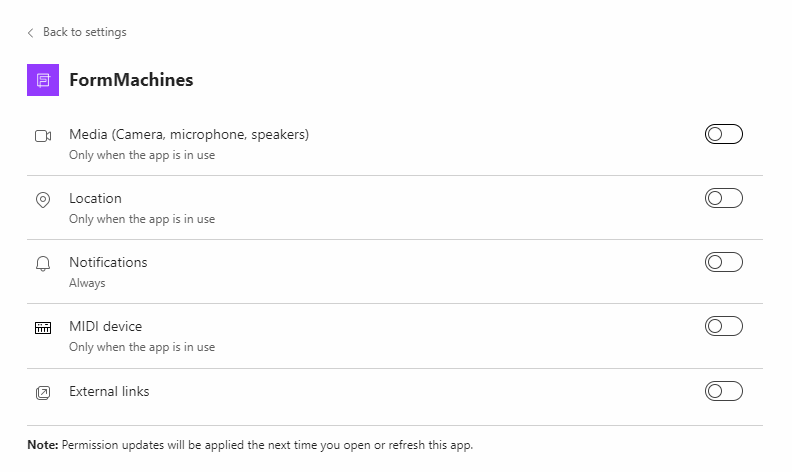 Back to settings
FormMachines
Media (Camera, microphone, speakers)
Only when the app is in use
Location
Only when the app is in use
Notifications
Always
MIDI device
Only when the app is in use
External links
Note: Permission updates will be applied the next time you open or refresh this app.